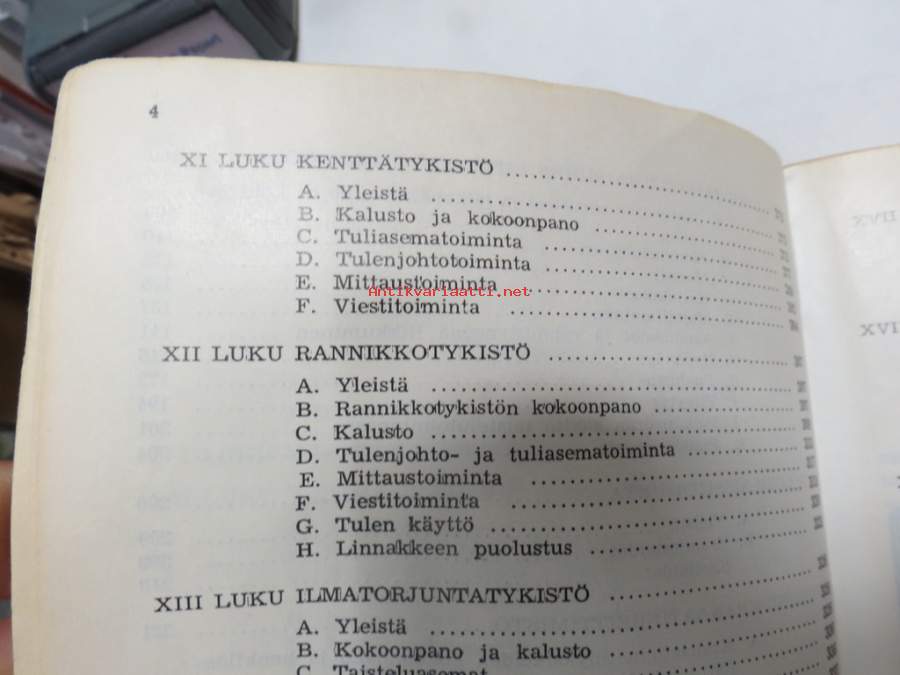 4
XI LUKU KENTTÄTYKISTÖ
A. Yleistä
B. Kalusto ja kokoonpano
C. Tuliasematoiminta
D. Tulenjohtotoiminta
E. Mittaustoiminta
Antikvariaatti.net
F. Viestitoiminta
XII LUKU RANNIKKOTYKISTÖ
A. Yleistä
B. Rannikkotykistön kokoonpano
C. Kalusto
D. Tulenjohto- ja tuliasematoiminta
E. Mittaustoiminta
F. Viestitoiminta
G. Tulen käyttö
H. Linnakkeen puolustus
XIII LUKU ILMATORJUNTATYKISTÖ
A. Yleistä
B. Kokoonpano ja kalusto
C. Taisteluasemat